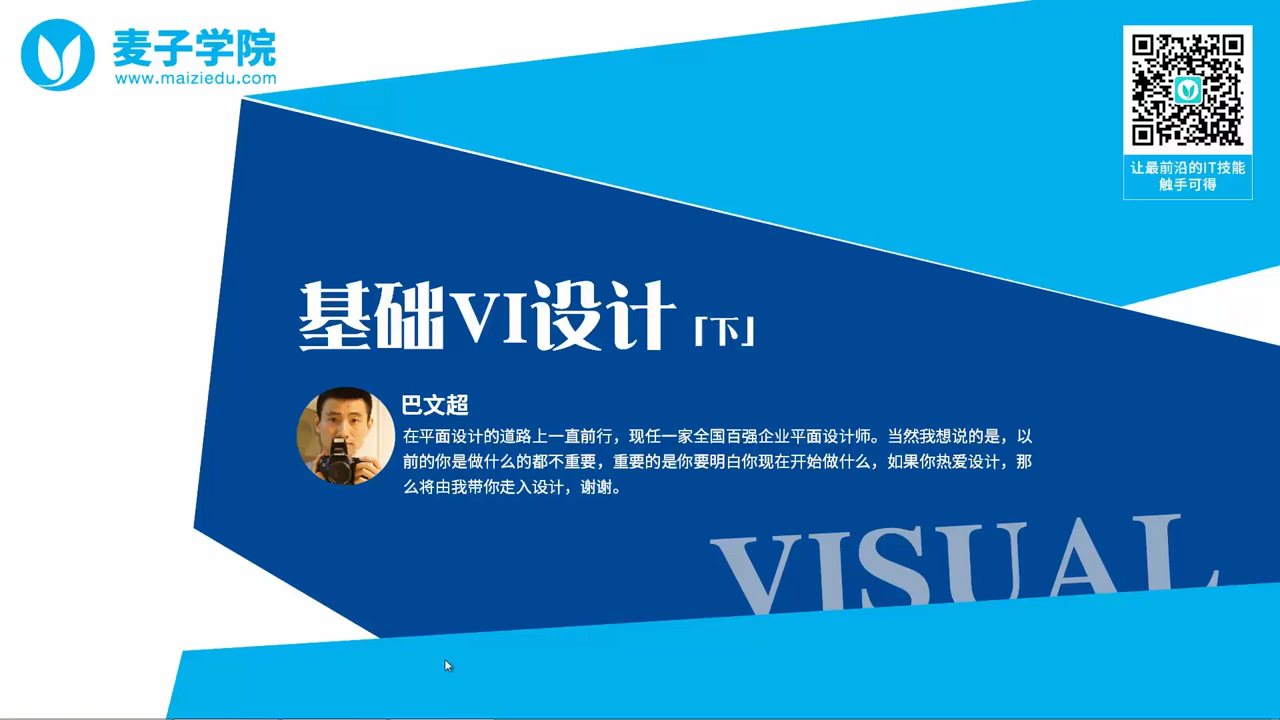 麦子学院
www.maiziedu.com
让最前沿的IT技能
触手可得
基础VI设计「下」
巴文超
在平面设计的道路上一直前行，现任一家全国百强企业平面设计师。当然我想说的是，以
前的你是做什么的都不重要，重要的是你要明白你现在开始做什么，如果你热爱设计，那
么将由我带你走入设计，谢谢。
VISUAL